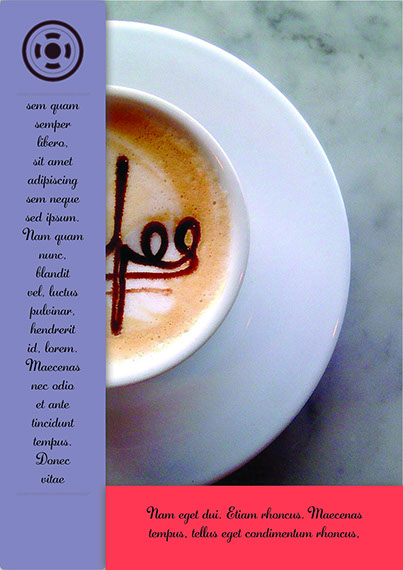 sem quam
semper
libero,
sit amet
adipiscing
sem neque
sed ipsum.
Nam quam
nunc,
blandit
vel, luctus
pulvinar,
hendrerit
id, lorem.
Maecenas
nec odio
et ante
tincidunt
tempus.
Donec
vitae
fee
Nam eget dui. Etiam rhoncus. Maecenas
tempus, tellus eget condimentum rhoncus,